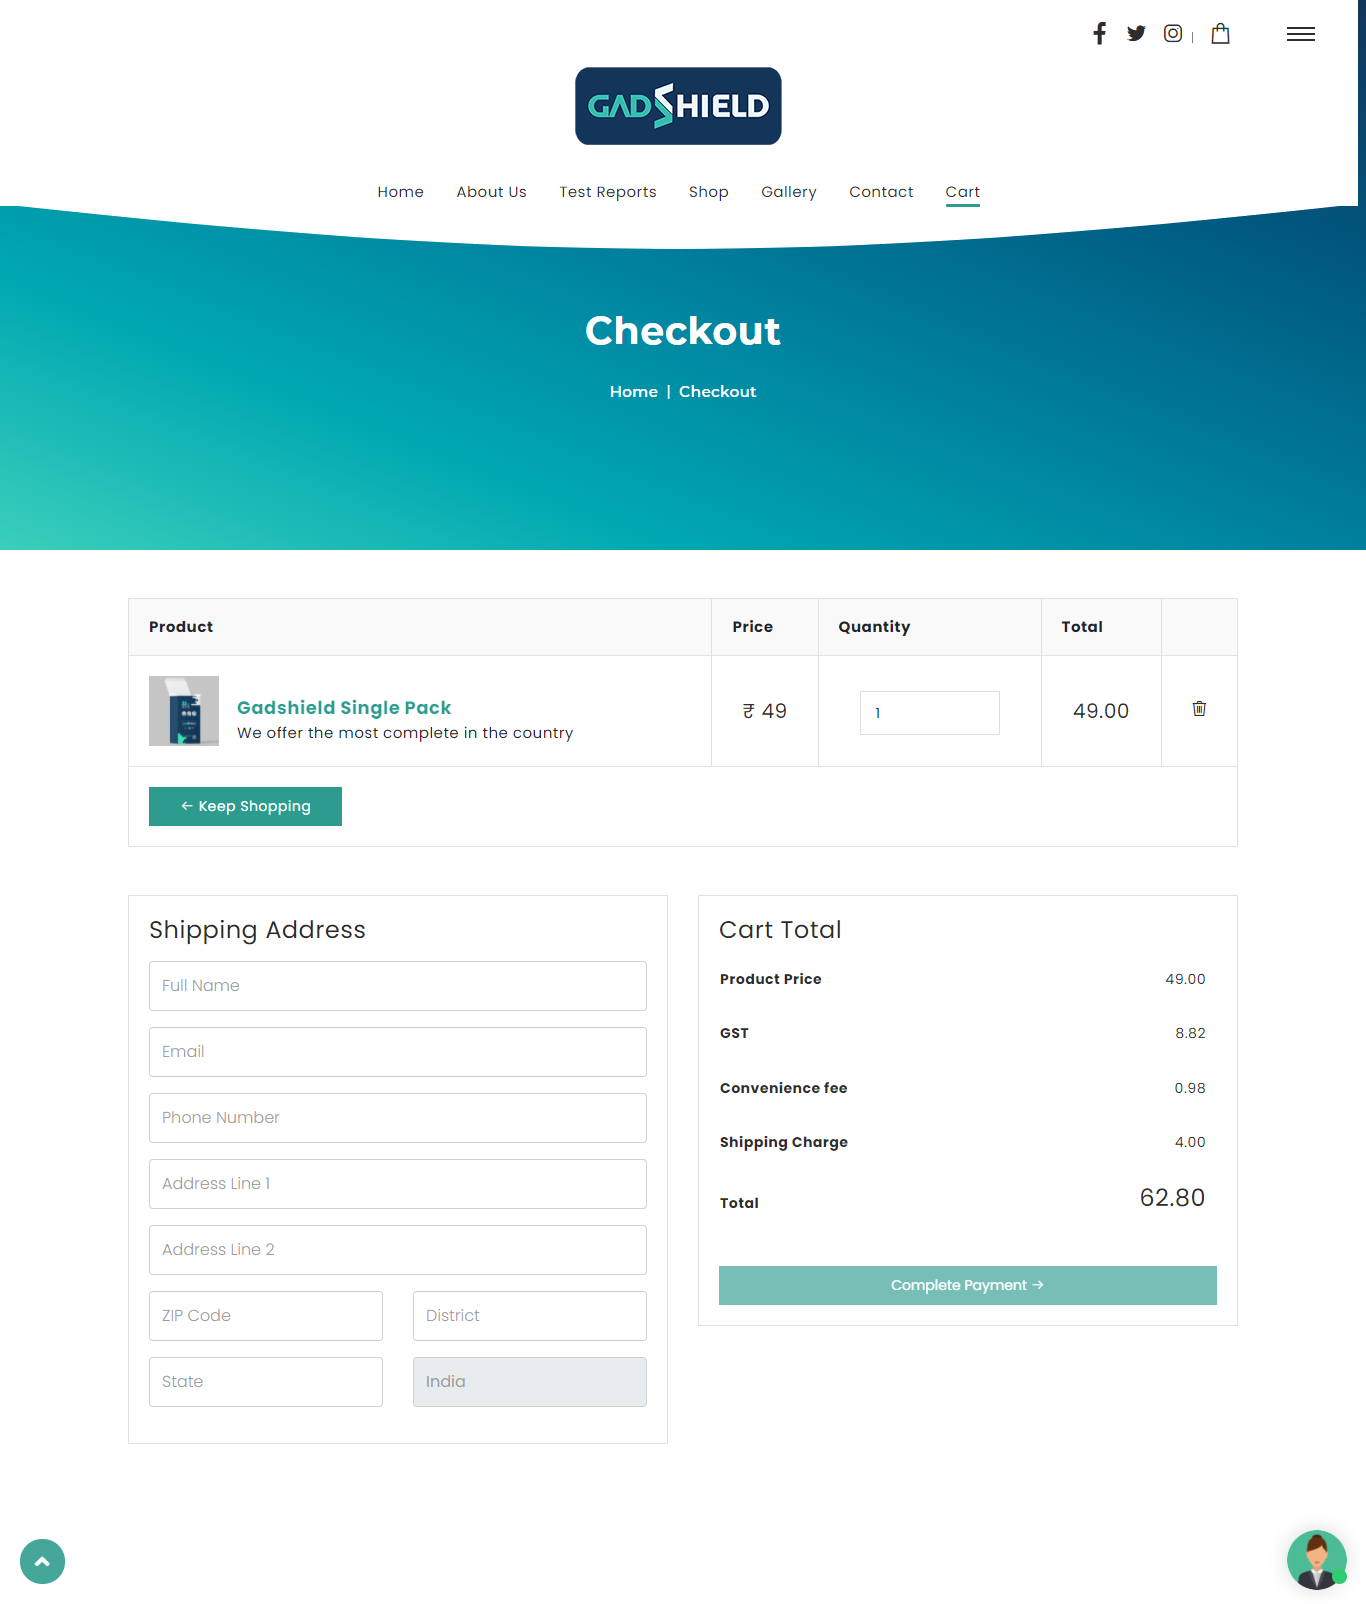 GADSHIELD
Home About Us Test Reports Shop Gallery Contact Cart
Checkout
Home | Checkout
Product Price Quantity Total
Gadshield Single Pack
We offer the most complete in the country
₹ 49 1 49.00
← Keep Shopping
Shipping Address
Full Name
Email
Phone Number
Address Line 1
Address Line 2
ZIP Code District
State India
Cart Total
Product Price 49.00
GST 8.82
Convenience fee 0.98
Shipping Charge 4.00
Total 62.80
Complete Payment →